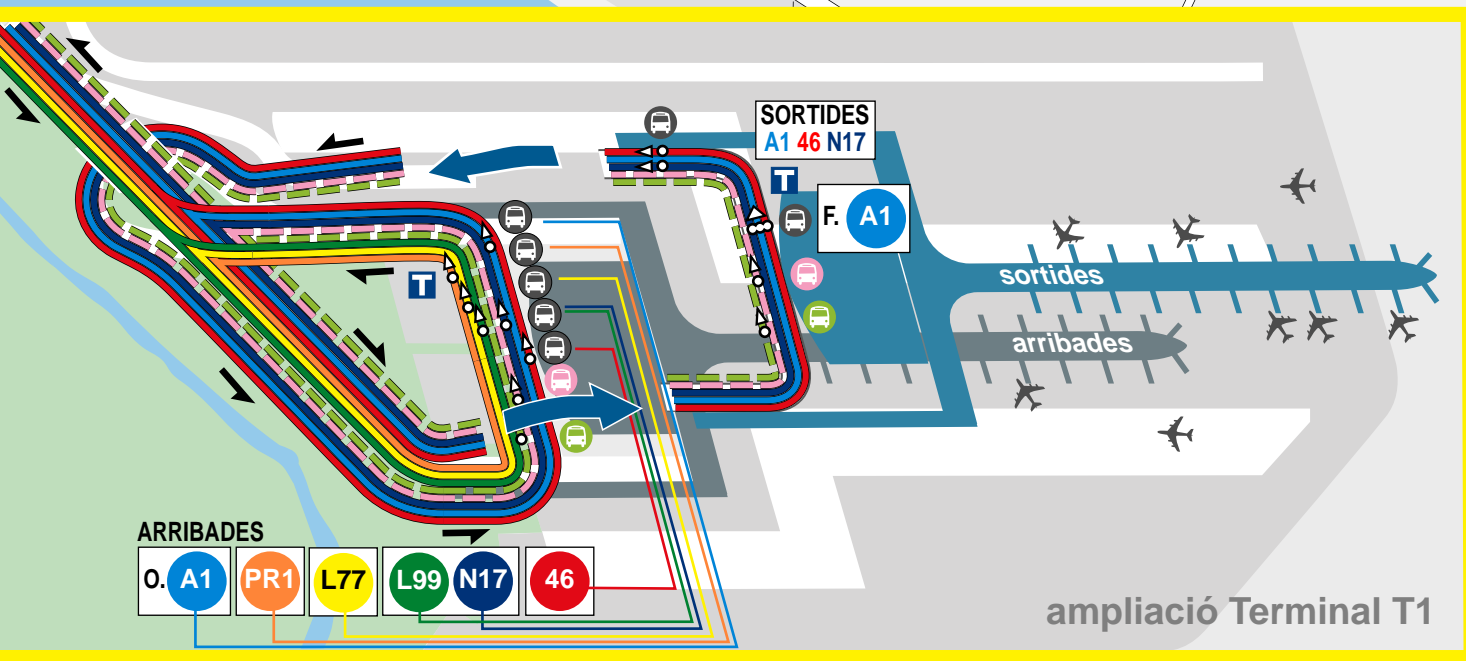 SORTIDES
A1 46 N17
T
F. A1
sortides
T
arribades
ARRIBADES
O. A1 PR1 L77 L99 N17 46
ampliació Terminal T1